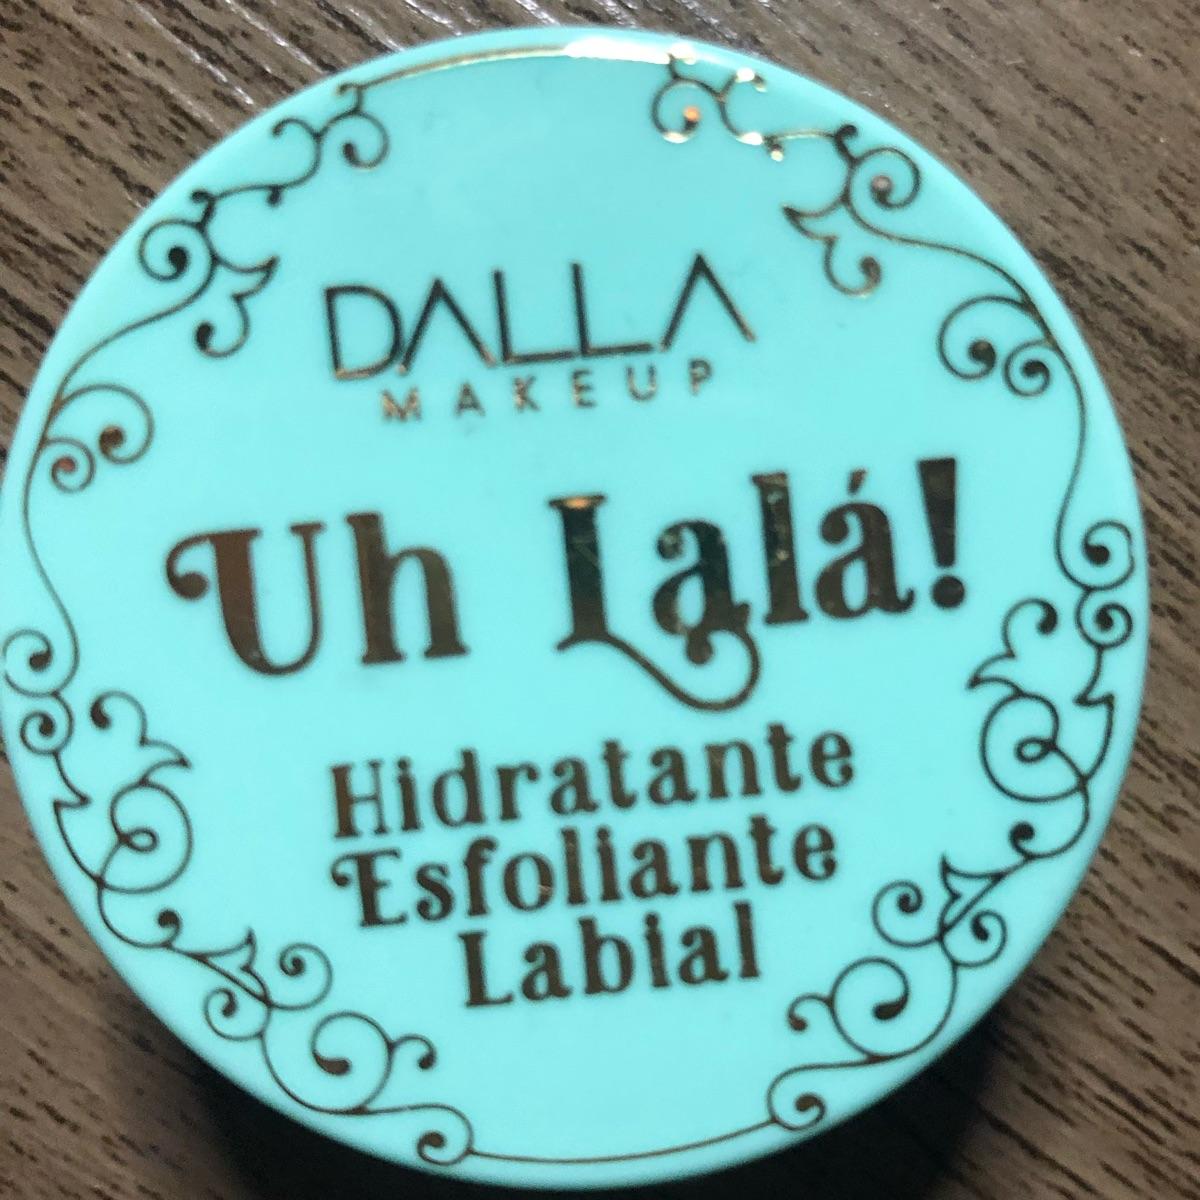 DALLA
MAKEUP
Uh Lalá!
Hidratante
Esfoliante
Labial